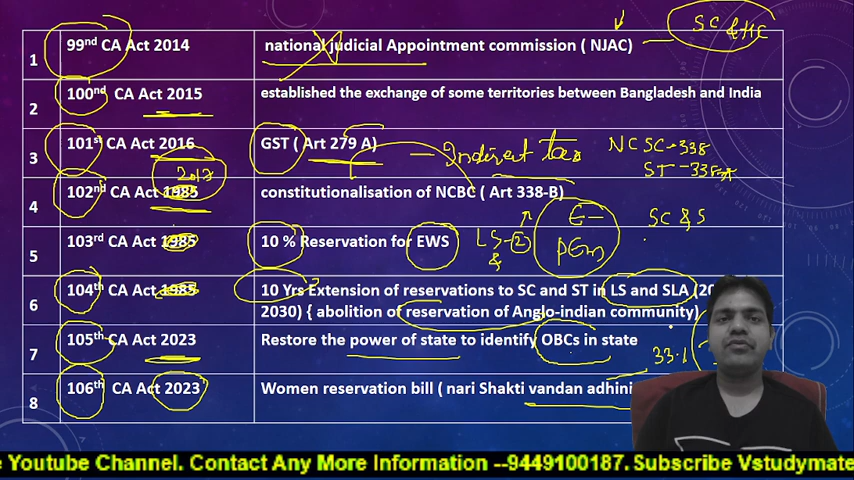 SC & HC
1 99nd CA Act 2014 national judicial Appointment commission ( NJAC)
2 100nd CA Act 2015 established the exchange of some territories between Bangladesh and India
3 101st CA Act 2016 GST ( Art 279 A) — Indirect tax NC SC - 338
ST - 338A
2017
4 102nd CA Act 1985 constitutionalisation of NCBC ( Art 338-B)
SC & S
5 103rd CA Act 1985 10 % Reservation for EWS LS - 2
&
6 104th CA Act 1985 10 Yrs Extension of reservations to SC and ST in LS and SLA (20
2030) { abolition of reservation of Anglo-indian community)
7 105th CA Act 2023 Restore the power of state to identify OBCs in state
33.1
8 106th CA Act 2023 Women reservation bill ( nari Shakti vandan adhini
Youtube Channel. Contact Any More Information --9449100187. Subscribe Vstudymate